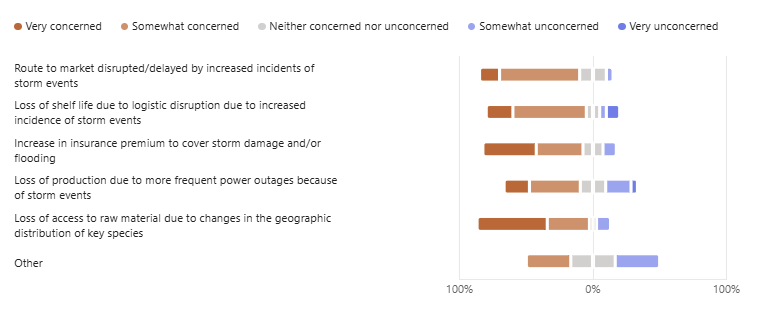 Very concerned
Somewhat concerned
Neither concerned nor unconcerned
Somewhat unconcerned
Very unconcerned
Route to market disrupted/delayed by increased incidents of
storm events
Loss of shelf life due to logistic disruption due to increased
incidence of storm events
Increase in insurance premium to cover storm damage and/or
flooding
Loss of production due to more frequent power outages because
of storm events
Loss of access to raw material due to changes in the geographic
distribution of key species
Other
100%
0%
100%